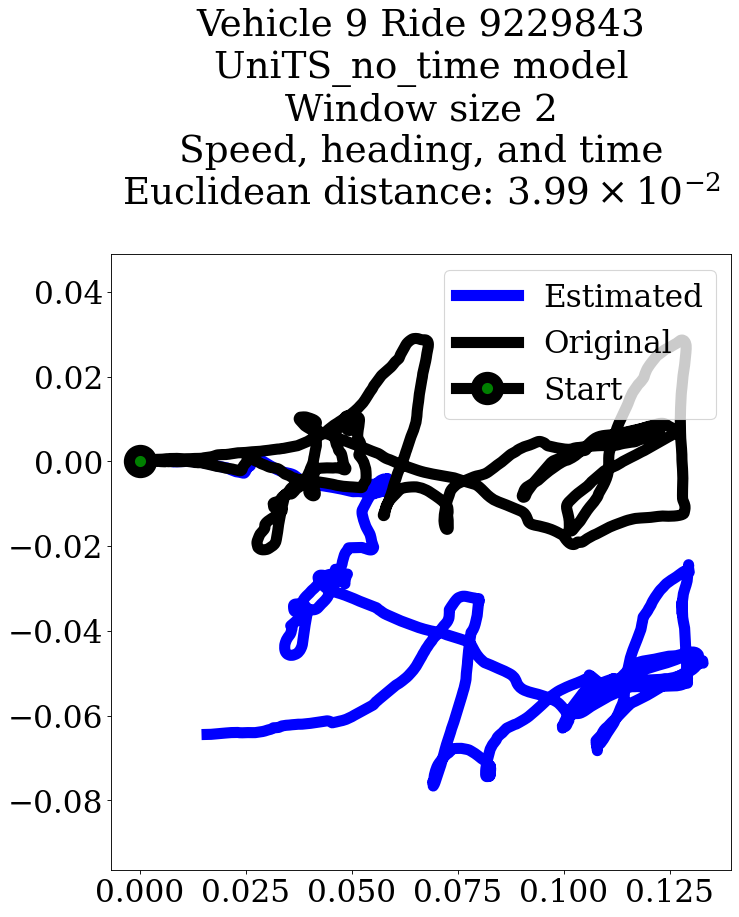 Vehicle 9 Ride 9229843
UniTS_no_time model
Window size 2
Speed, heading, and time
Euclidean distance: 3.99 × 10⁻²
Estimated
Original
Start
0.04
0.02
0.00
−0.02
−0.04
−0.06
−0.08
0.000 0.025 0.050 0.075 0.100 0.125